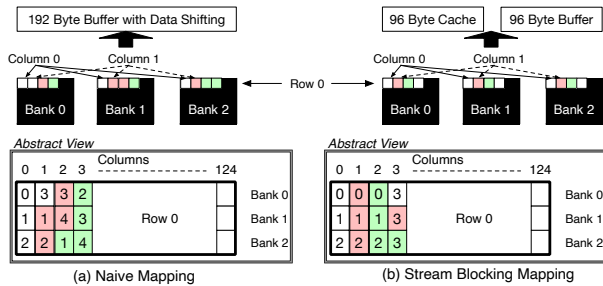 192 Byte Buffer with Data Shifting
Column 0
Column 1
Bank 0
Bank 1
Bank 2
Row 0
Abstract View
Columns
0 1 2 3 124
0 3 3 2 Bank 0
1 1 4 3 Row 0 Bank 1
2 2 1 4 Bank 2
(a) Naive Mapping
96 Byte Cache
96 Byte Buffer
Bank 0
Bank 1
Bank 2
Abstract View
Columns
0 1 2 3 124
0 0 0 3 Bank 0
1 1 1 3 Row 0 Bank 1
2 2 2 3 Bank 2
(b) Stream Blocking Mapping